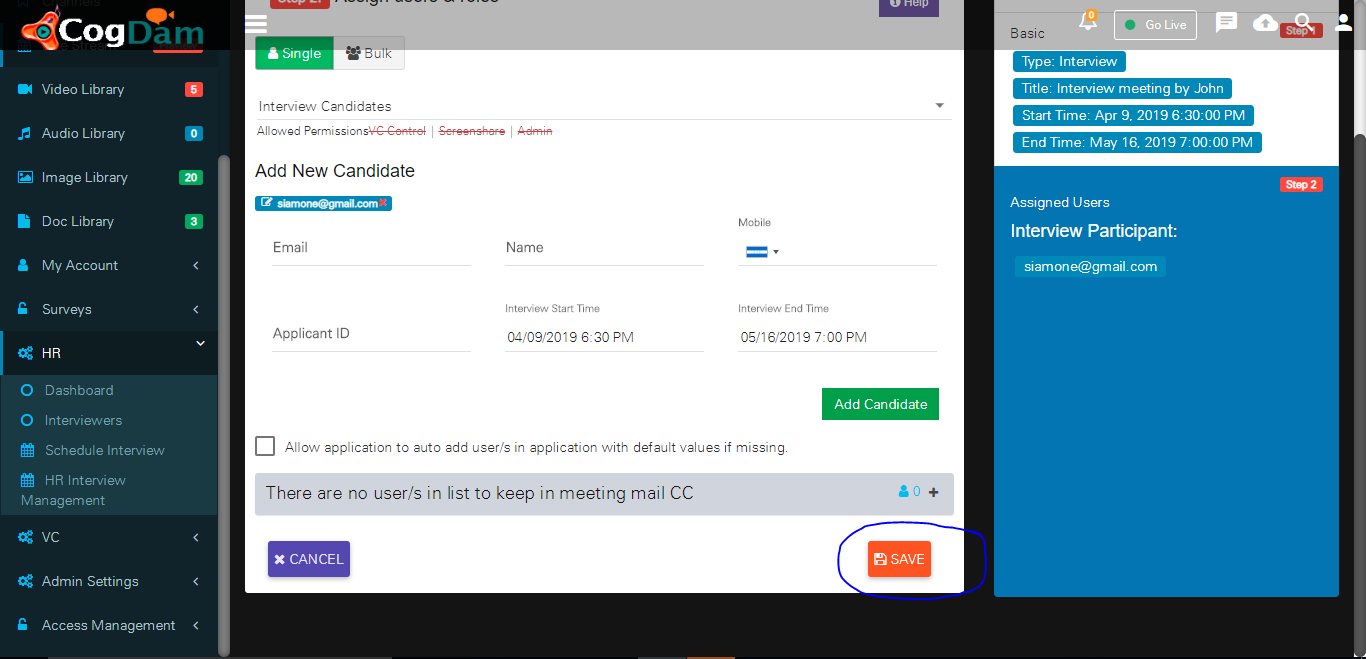 CogDam
Video Library 5
Audio Library 0
Image Library 20
Doc Library 3
My Account
Surveys
HR
Dashboard
Interviewers
Schedule Interview
HR Interview
Management
VC
Admin Settings
Access Management
Step 2: Assign users & roles
Help
Single Bulk
Interview Candidates
Allowed PermissionsVC Control | Screenshare | Admin
Add New Candidate
siamone@gmail.com
Email
Name
Mobile
Applicant ID
Interview Start Time
04/09/2019 6:30 PM
Interview End Time
05/16/2019 7:00 PM
Add Candidate
Allow application to auto add user/s in application with default values if missing.
There are no user/s in list to keep in meeting mail CC 0
CANCEL
SAVE
0
Go Live
Step 1
Basic
Type: Interview
Title: Interview meeting by John
Start Time: Apr 9, 2019 6:30:00 PM
End Time: May 16, 2019 7:00:00 PM
Step 2
Assigned Users
Interview Participant:
siamone@gmail.com